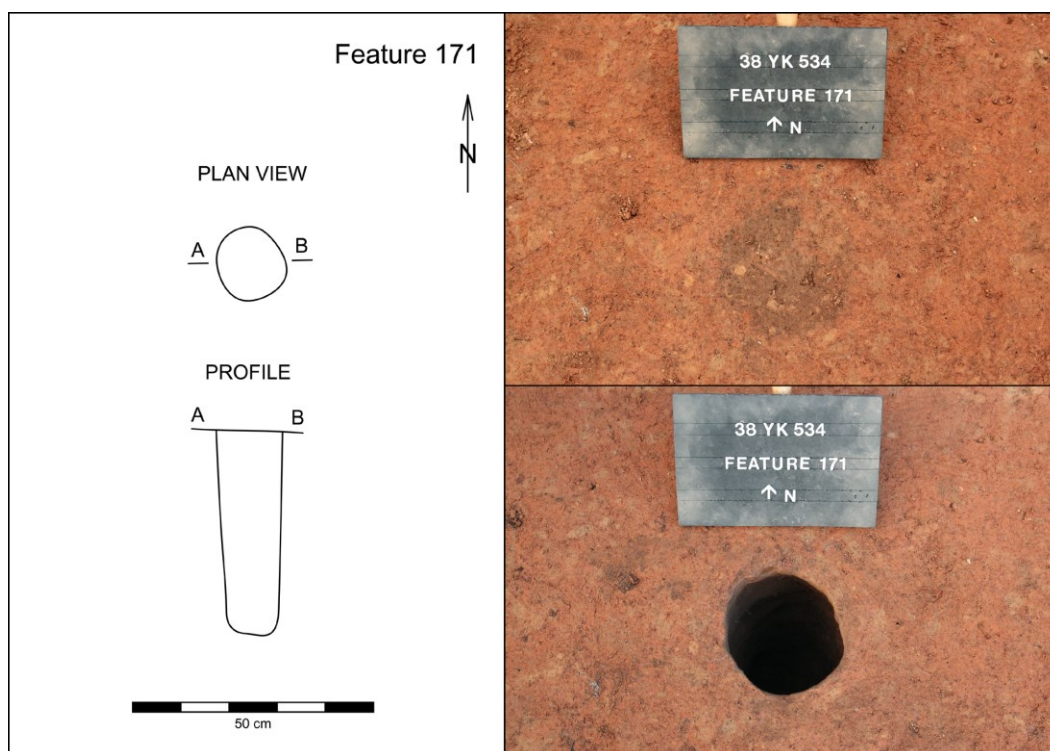 Feature 171
N
PLAN VIEW
A B
PROFILE
A B
50 cm
38 YK 534
FEATURE 171
↑ N
38 YK 534
FEATURE 171
↑ N